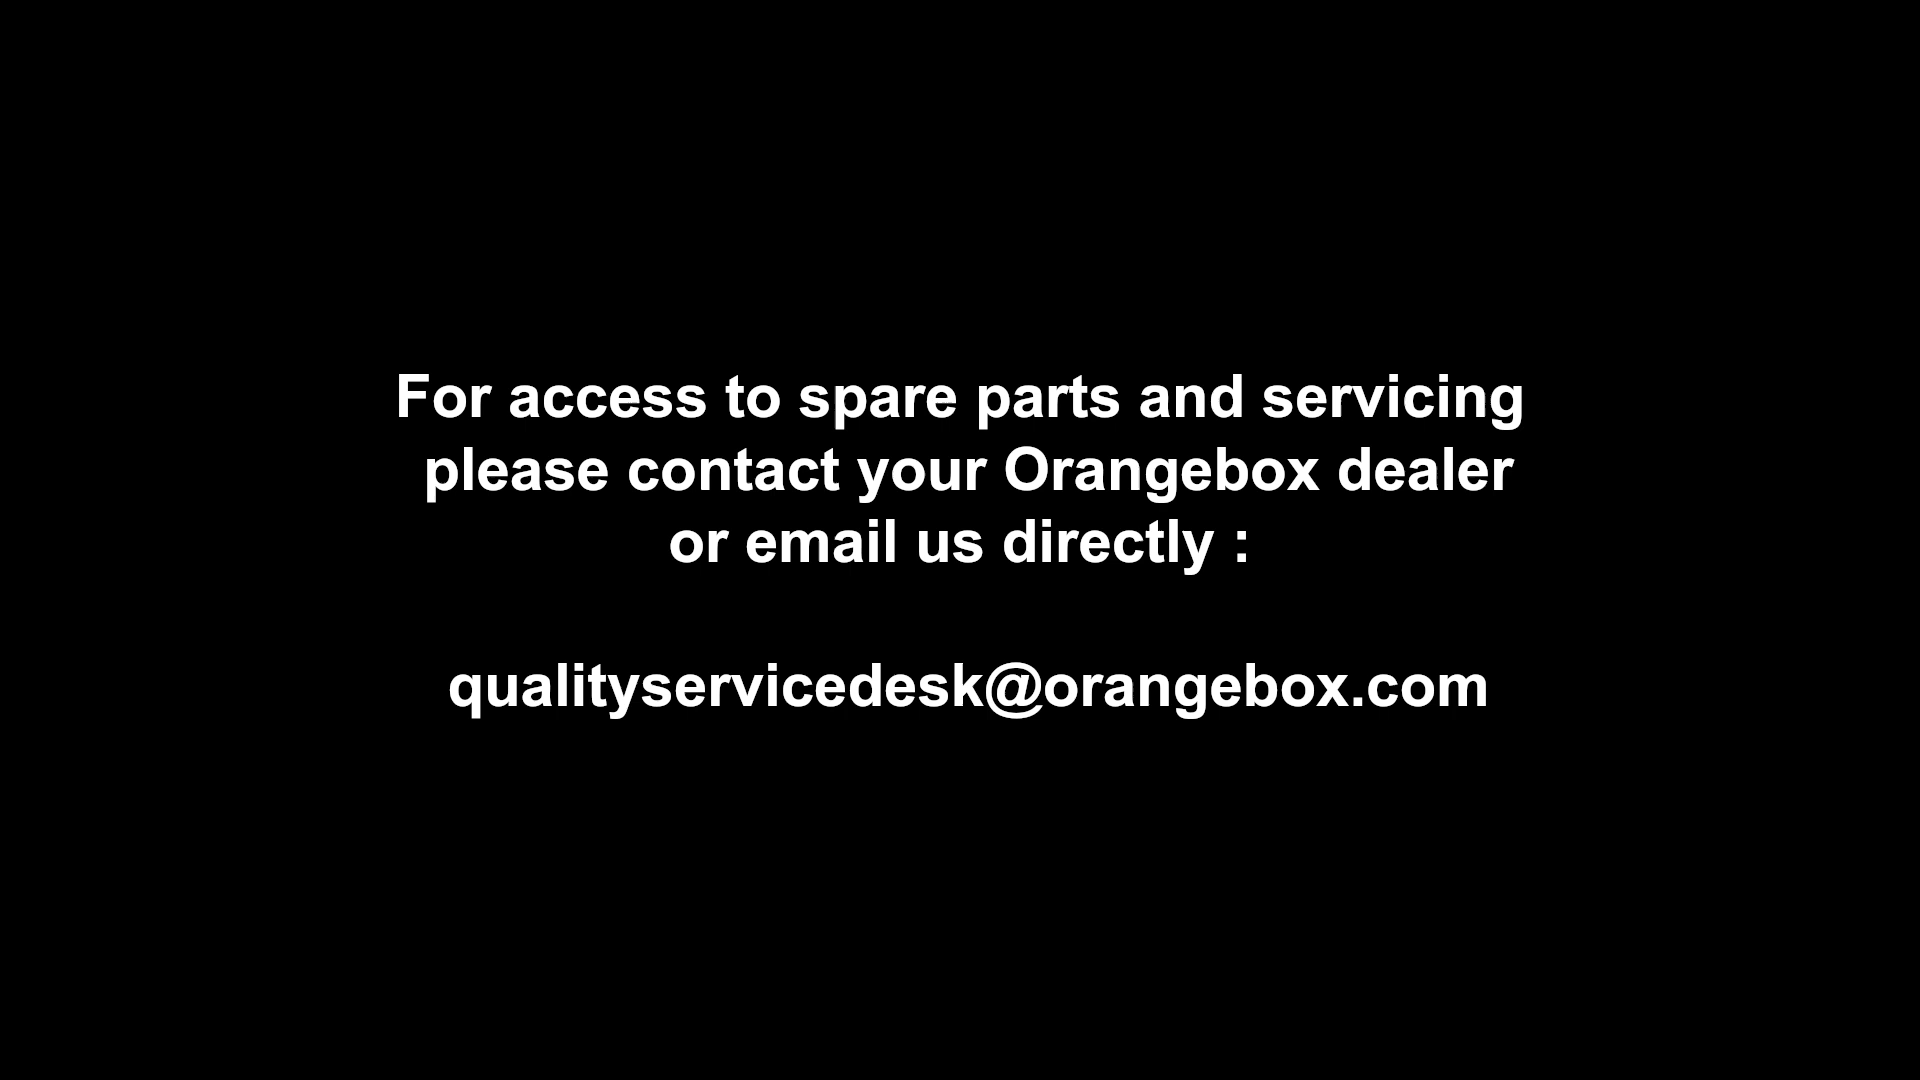 For access to spare parts and servicing
please contact your Orangebox dealer
or email us directly :
qualityservicedesk@orangebox.com